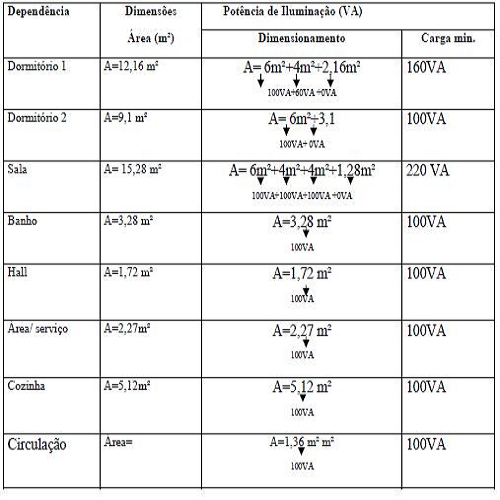 Dependência Dimensões Potência de Iluminação (VA)
Área (m²) Dimensionamento Carga min.
Dormitório 1 A=12,16 m² A= 6m²+4m²+2,16m² 160VA
100VA+60VA +0VA
Dormitório 2 A=9,1 m² A= 6m²+3,1 100VA
100VA+ 0VA
Sala A= 15,28 m² A= 6m²+4m²+4m²+1,28m² 220 VA
100VA+100VA+100VA +0VA
Banho A=3,28 m² A=3,28 m² 100VA
100VA
Hall A=1,72 m² A=1,72 m² 100VA
100VA
Área/ serviço A=2,27m² A=2,27 m² 100VA
100VA
Cozinha A=5,12m² A=5,12 m² 100VA
100VA
Circulação Área= A=1,36 m² m² 100VA
100VA